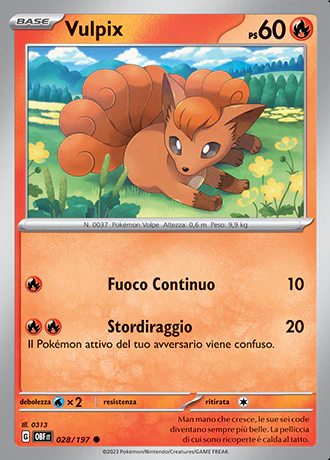 BASE
Vulpix
PS 60
N. 0037 Pokémon Volpe Altezza: 0,6 m Peso: 9,9 kg
Fuoco Continuo 10
Stordiraggio 20
Il Pokémon attivo del tuo avversario viene confuso.
debolezza ×2 resistenza ritirata
Ill. 0313
G OBF IT 028/197
Man mano che cresce, le sue sei code
diventano sempre più belle. La pelliccia
di cui sono ricoperte al tatto è calda.
©2023 Pokémon/Nintendo/Creatures/GAME FREAK